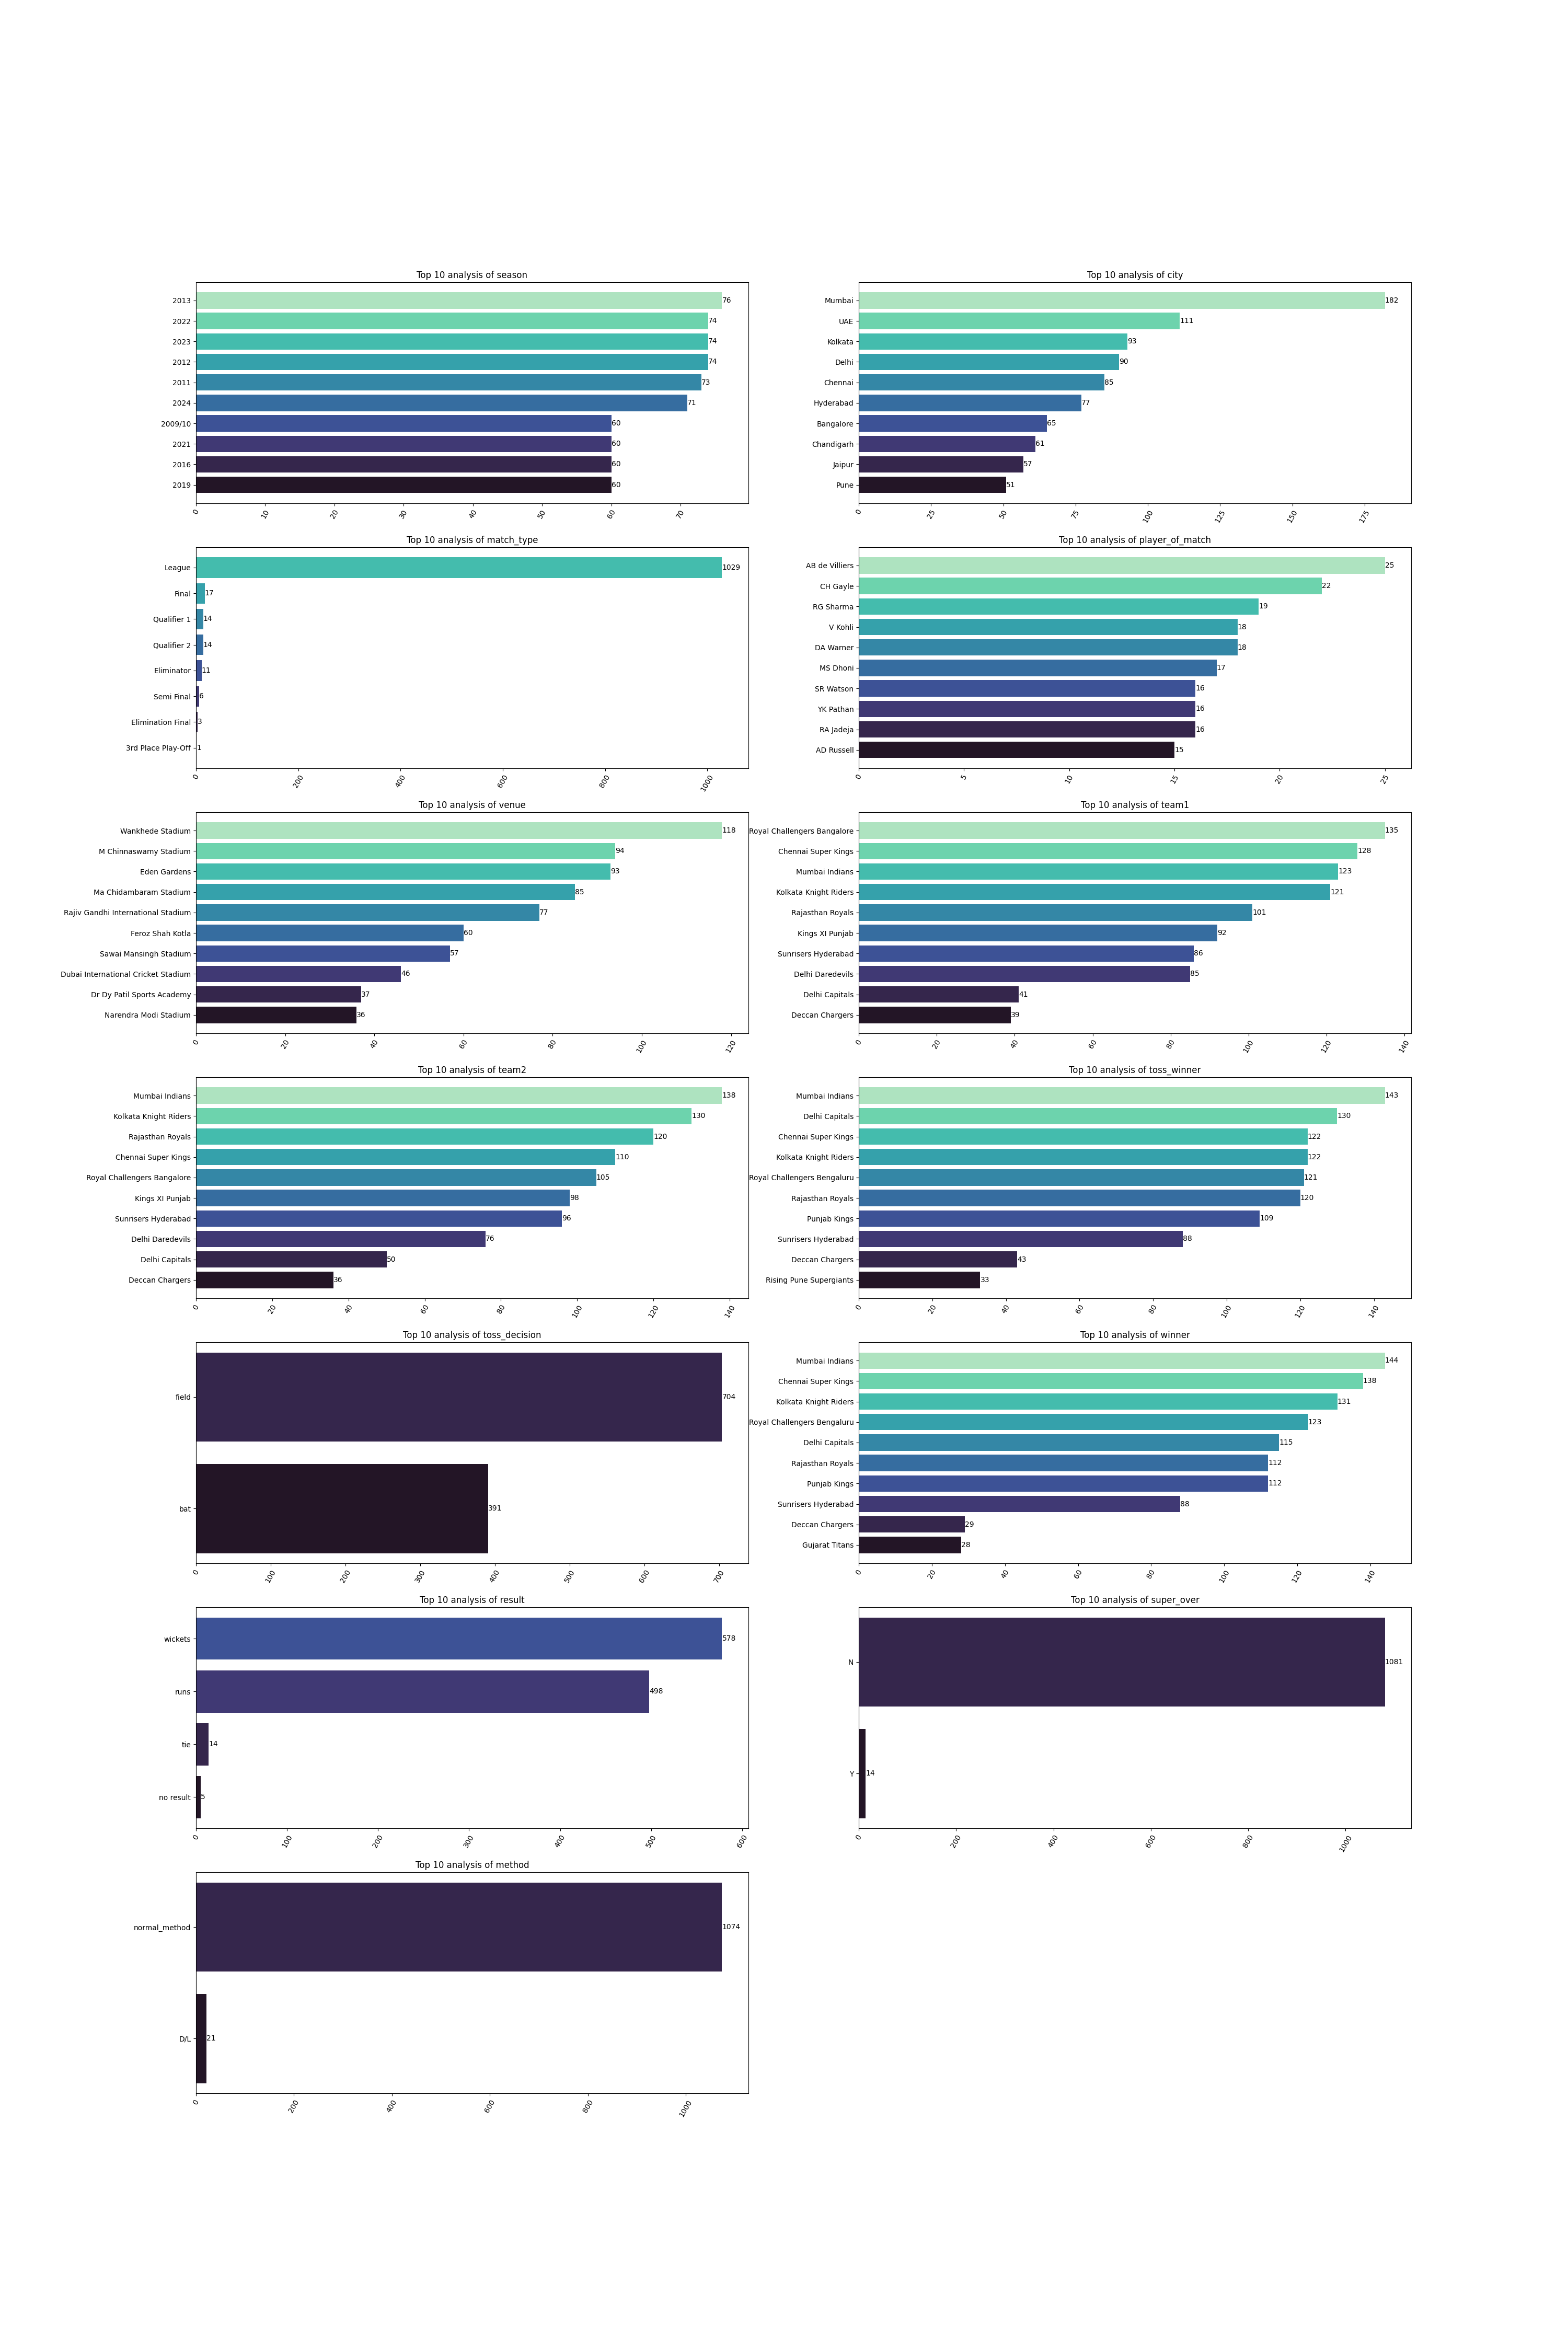 Top 10 analysis of season
2013 76
2022 74
2023 74
2012 74
2011 73
2024 71
2009/10 60
2021 60
2016 60
2019 60
0 10 20 30 40 50 60 70
Top 10 analysis of city
Mumbai 182
UAE 111
Kolkata 93
Delhi 90
Chennai 85
Hyderabad 77
Bangalore 65
Chandigarh 61
Jaipur 57
Pune 51
0 25 50 75 100 125 150 175
Top 10 analysis of match_type
League 1029
Final 17
Qualifier 1 14
Qualifier 2 14
Eliminator 11
Semi Final 6
Elimination Final 3
3rd Place Play-Off 1
0 200 400 600 800 1000
Top 10 analysis of player_of_match
AB de Villiers 25
CH Gayle 22
RG Sharma 19
V Kohli 18
DA Warner 18
MS Dhoni 17
SR Watson 16
YK Pathan 16
RA Jadeja 16
AD Russell 15
0 5 10 15 20 25
Top 10 analysis of venue
Wankhede Stadium 118
M Chinnaswamy Stadium 94
Eden Gardens 93
Ma Chidambaram Stadium 85
Rajiv Gandhi International Stadium 77
Feroz Shah Kotla 60
Sawai Mansingh Stadium 57
Dubai International Cricket Stadium 46
Dr Dy Patil Sports Academy 37
Narendra Modi Stadium 36
0 20 40 60 80 100 120
Top 10 analysis of team1
Royal Challengers Bangalore 135
Chennai Super Kings 128
Mumbai Indians 123
Kolkata Knight Riders 121
Rajasthan Royals 101
Kings XI Punjab 92
Sunrisers Hyderabad 86
Delhi Daredevils 85
Delhi Capitals 41
Deccan Chargers 39
0 20 40 60 80 100 120 140
Top 10 analysis of team2
Mumbai Indians 138
Kolkata Knight Riders 130
Rajasthan Royals 120
Chennai Super Kings 110
Royal Challengers Bangalore 105
Kings XI Punjab 98
Sunrisers Hyderabad 96
Delhi Daredevils 76
Delhi Capitals 50
Deccan Chargers 36
0 20 40 60 80 100 120 140
Top 10 analysis of toss_winner
Mumbai Indians 143
Delhi Capitals 130
Chennai Super Kings 122
Kolkata Knight Riders 122
Royal Challengers Bengaluru 121
Rajasthan Royals 120
Punjab Kings 109
Sunrisers Hyderabad 88
Deccan Chargers 43
Rising Pune Supergiants 33
0 20 40 60 80 100 120 140
Top 10 analysis of toss_decision
field 704
bat 391
0 100 200 300 400 500 600 700
Top 10 analysis of winner
Mumbai Indians 144
Chennai Super Kings 138
Kolkata Knight Riders 131
Royal Challengers Bengaluru 123
Delhi Capitals 115
Rajasthan Royals 112
Punjab Kings 112
Sunrisers Hyderabad 88
Deccan Chargers 29
Gujarat Titans 28
0 20 40 60 80 100 120 140
Top 10 analysis of result
wickets 578
runs 498
tie 14
no result 5
0 100 200 300 400 500 600
Top 10 analysis of super_over
N 1081
Y 14
0 200 400 600 800 1000
Top 10 analysis of method
normal_method 1074
D/L 21
0 200 400 600 800 1000